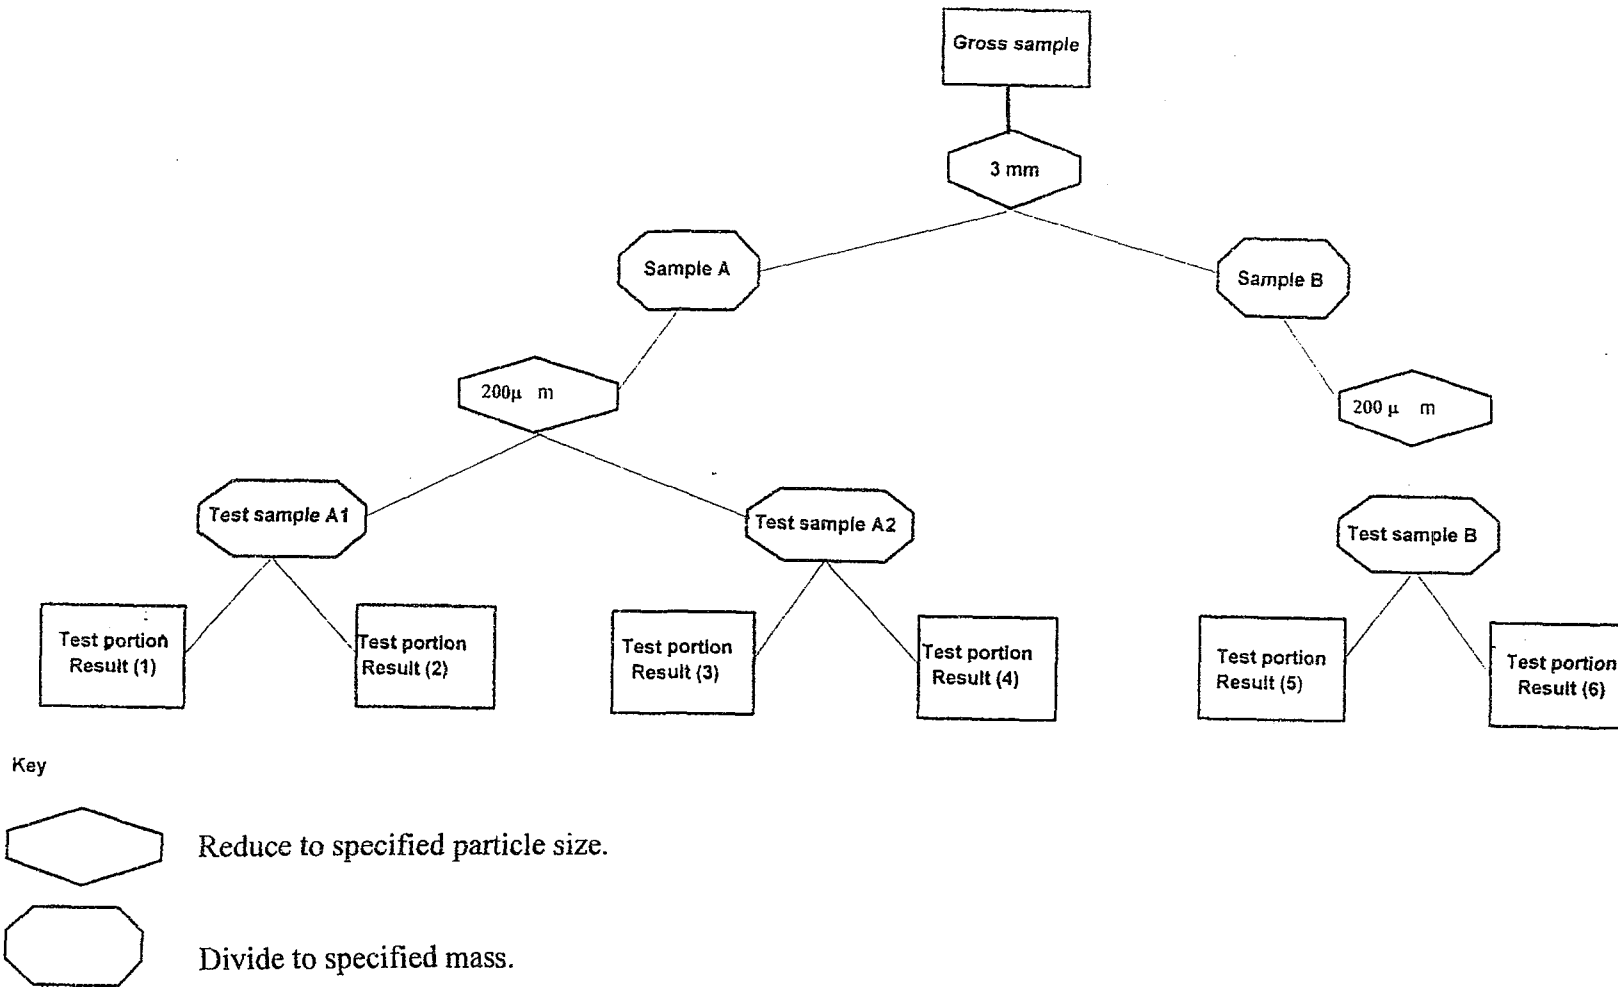 Gross sample
3 mm
Sample A
Sample B
200μ m
200 μ m
Test sample A1
Test sample A2
Test sample B
Test portion
Result (1)
Test portion
Result (2)
Test portion
Result (3)
Test portion
Result (4)
Test portion
Result (5)
Test portion
Result (6)
Key
Reduce to specified particle size.
Divide to specified mass.